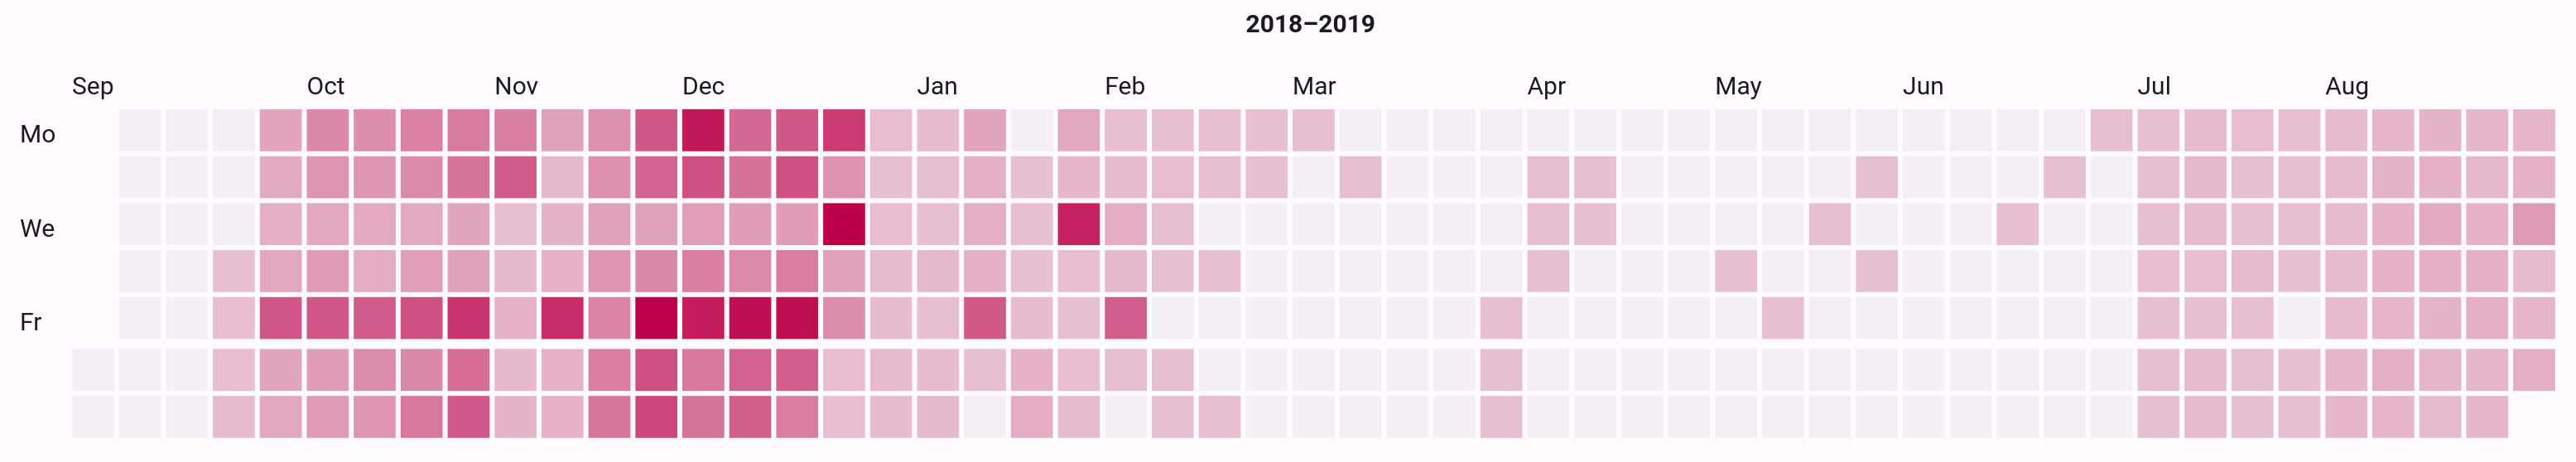 2018–2019
Sep Oct Nov Dec Jan Feb Mar Apr May Jun Jul Aug
Mo
We
Fr